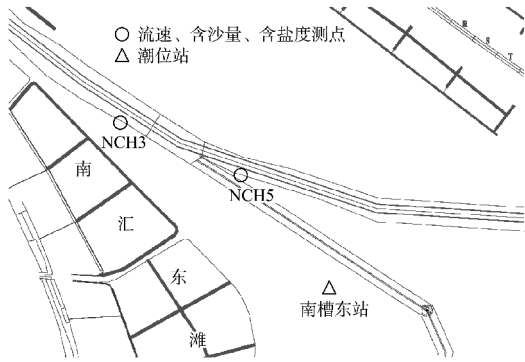 流速、含沙量、含盐度测点
潮位站
R S T
NCH3
南
NCH5
汇
东
南槽东站
滩